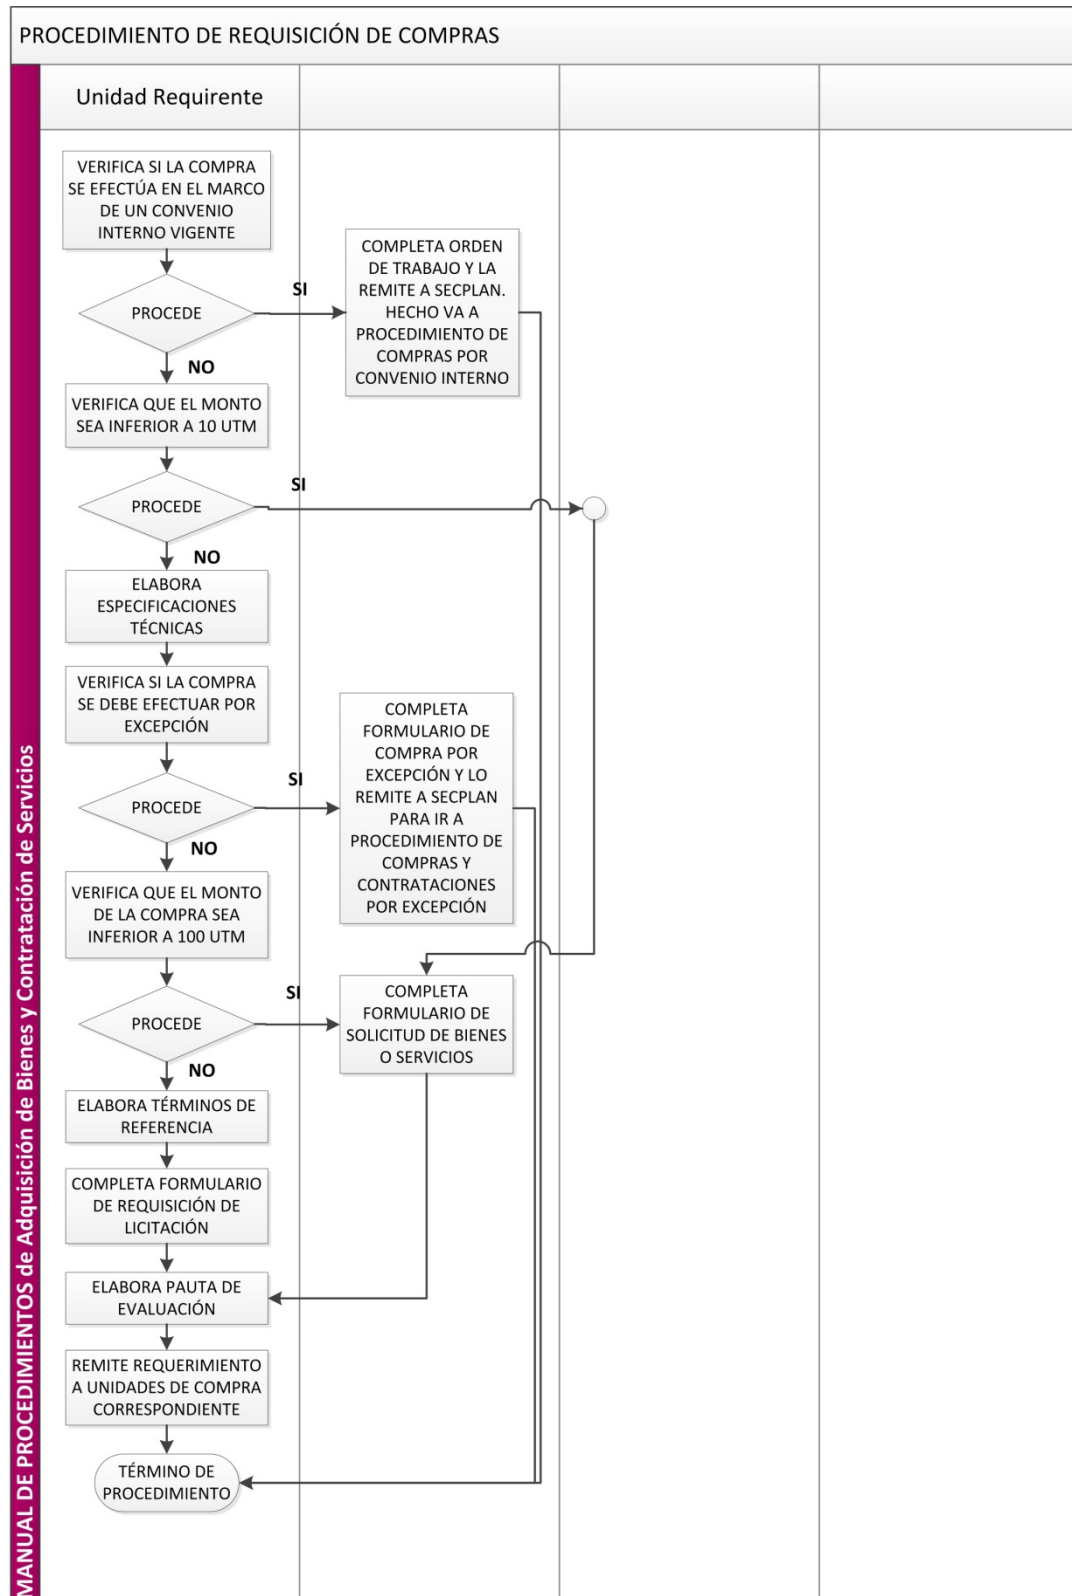 PROCEDIMIENTO DE REQUISICIÓN DE COMPRAS
MANUAL DE PROCEDIMIENTOS de Adquisición de Bienes y Contratación de Servicios
Unidad Requirente
VERIFICA SI LA COMPRA
SE EFECTÚA EN EL MARCO
DE UN CONVENIO
INTERNO VIGENTE
PROCEDE
SI
COMPLETA ORDEN
DE TRABAJO Y LA
REMITE A SECPLAN.
HECHO VA A
PROCEDIMIENTO DE
COMPRAS POR
CONVENIO INTERNO
NO
VERIFICA QUE EL MONTO
SEA INFERIOR A 10 UTM
PROCEDE
SI
NO
ELABORA
ESPECIFICACIONES
TÉCNICAS
VERIFICA SI LA COMPRA
SE DEBE EFECTUAR POR
EXCEPCIÓN
PROCEDE
SI
COMPLETA
FORMULARIO DE
COMPRA POR
EXCEPCIÓN Y LO
REMITE A SECPLAN
PARA IR A
PROCEDIMIENTO DE
COMPRAS Y
CONTRATACIONES
POR EXCEPCIÓN
NO
VERIFICA QUE EL MONTO
DE LA COMPRA SEA
INFERIOR A 100 UTM
PROCEDE
SI
COMPLETA
FORMULARIO DE
SOLICITUD DE BIENES
O SERVICIOS
NO
ELABORA TÉRMINOS DE
REFERENCIA
COMPLETA FORMULARIO
DE REQUISICIÓN DE
LICITACIÓN
ELABORA PAUTA DE
EVALUACIÓN
REMITE REQUERIMIENTO
A UNIDADES DE COMPRA
CORRESPONDIENTE
TÉRMINO DE
PROCEDIMIENTO